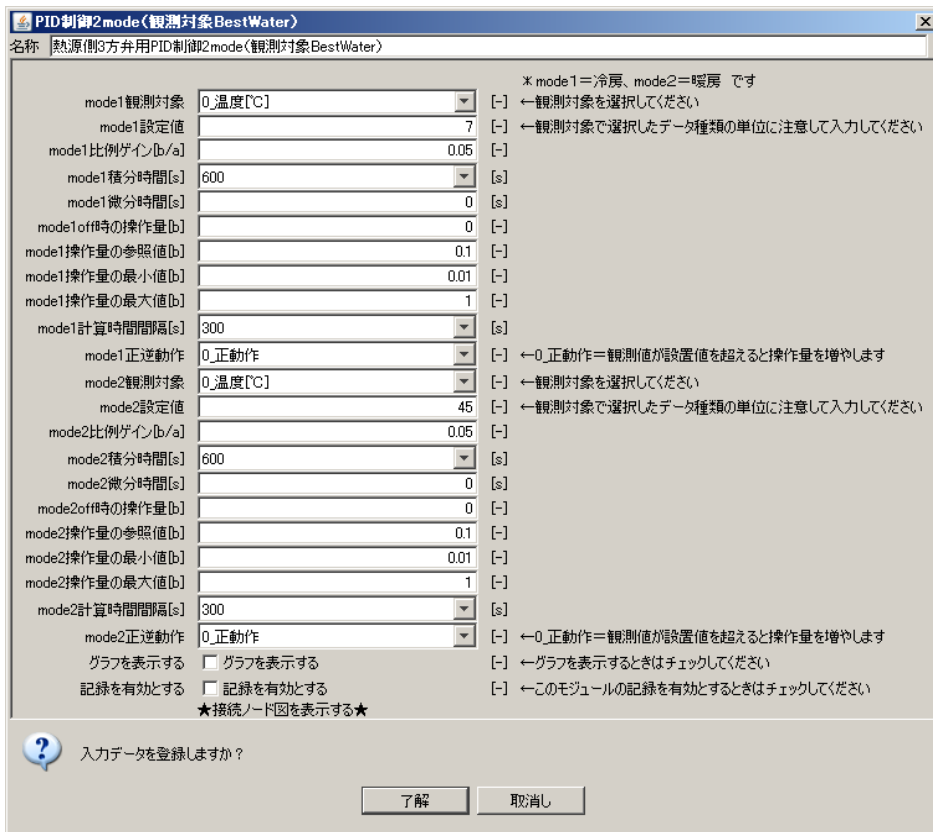 PID制御2mode(観測対象BestWater)
名称 熱源側3方弁用PID制御2mode(観測対象BestWater)
*mode1=冷房、mode2=暖房 です
mode1観測対象 0_温度[℃] [-] ←観測対象を選択してください
mode1設定値 7 [-] ←観測対象で選択したデータ種類の単位に注意して入力してください
mode1比例ゲイン[b/a] 0.05 [-]
mode1積分時間[s] 600 [s]
mode1微分時間[s] 0 [s]
mode1off時の操作量[b] 0 [-]
mode1操作量の参照値[b] 0.1 [-]
mode1操作量の最小値[b] 0.01 [-]
mode1操作量の最大値[b] 1 [-]
mode1計算時間間隔[s] 300 [s]
mode1正逆動作 0_正動作 [-] ←0_正動作=観測値が設置値を超えると操作量を増やします
mode2観測対象 0_温度[℃] [-] ←観測対象を選択してください
mode2設定値 45 [-] ←観測対象で選択したデータ種類の単位に注意して入力してください
mode2比例ゲイン[b/a] 0.05 [-]
mode2積分時間[s] 600 [s]
mode2微分時間[s] 0 [s]
mode2off時の操作量[b] 0 [-]
mode2操作量の参照値[b] 0.1 [-]
mode2操作量の最小値[b] 0.01 [-]
mode2操作量の最大値[b] 1 [-]
mode2計算時間間隔[s] 300 [s]
mode2正逆動作 0_正動作 [-] ←0_正動作=観測値が設置値を超えると操作量を増やします
グラフを表示する グラフを表示する [-] ←グラフを表示するときはチェックしてください
記録を有効とする 記録を有効とする [-] ←このモジュールの記録を有効とするときはチェックしてください
★接続ノード図を表示する★
入力データを登録しますか?
了解 取消し